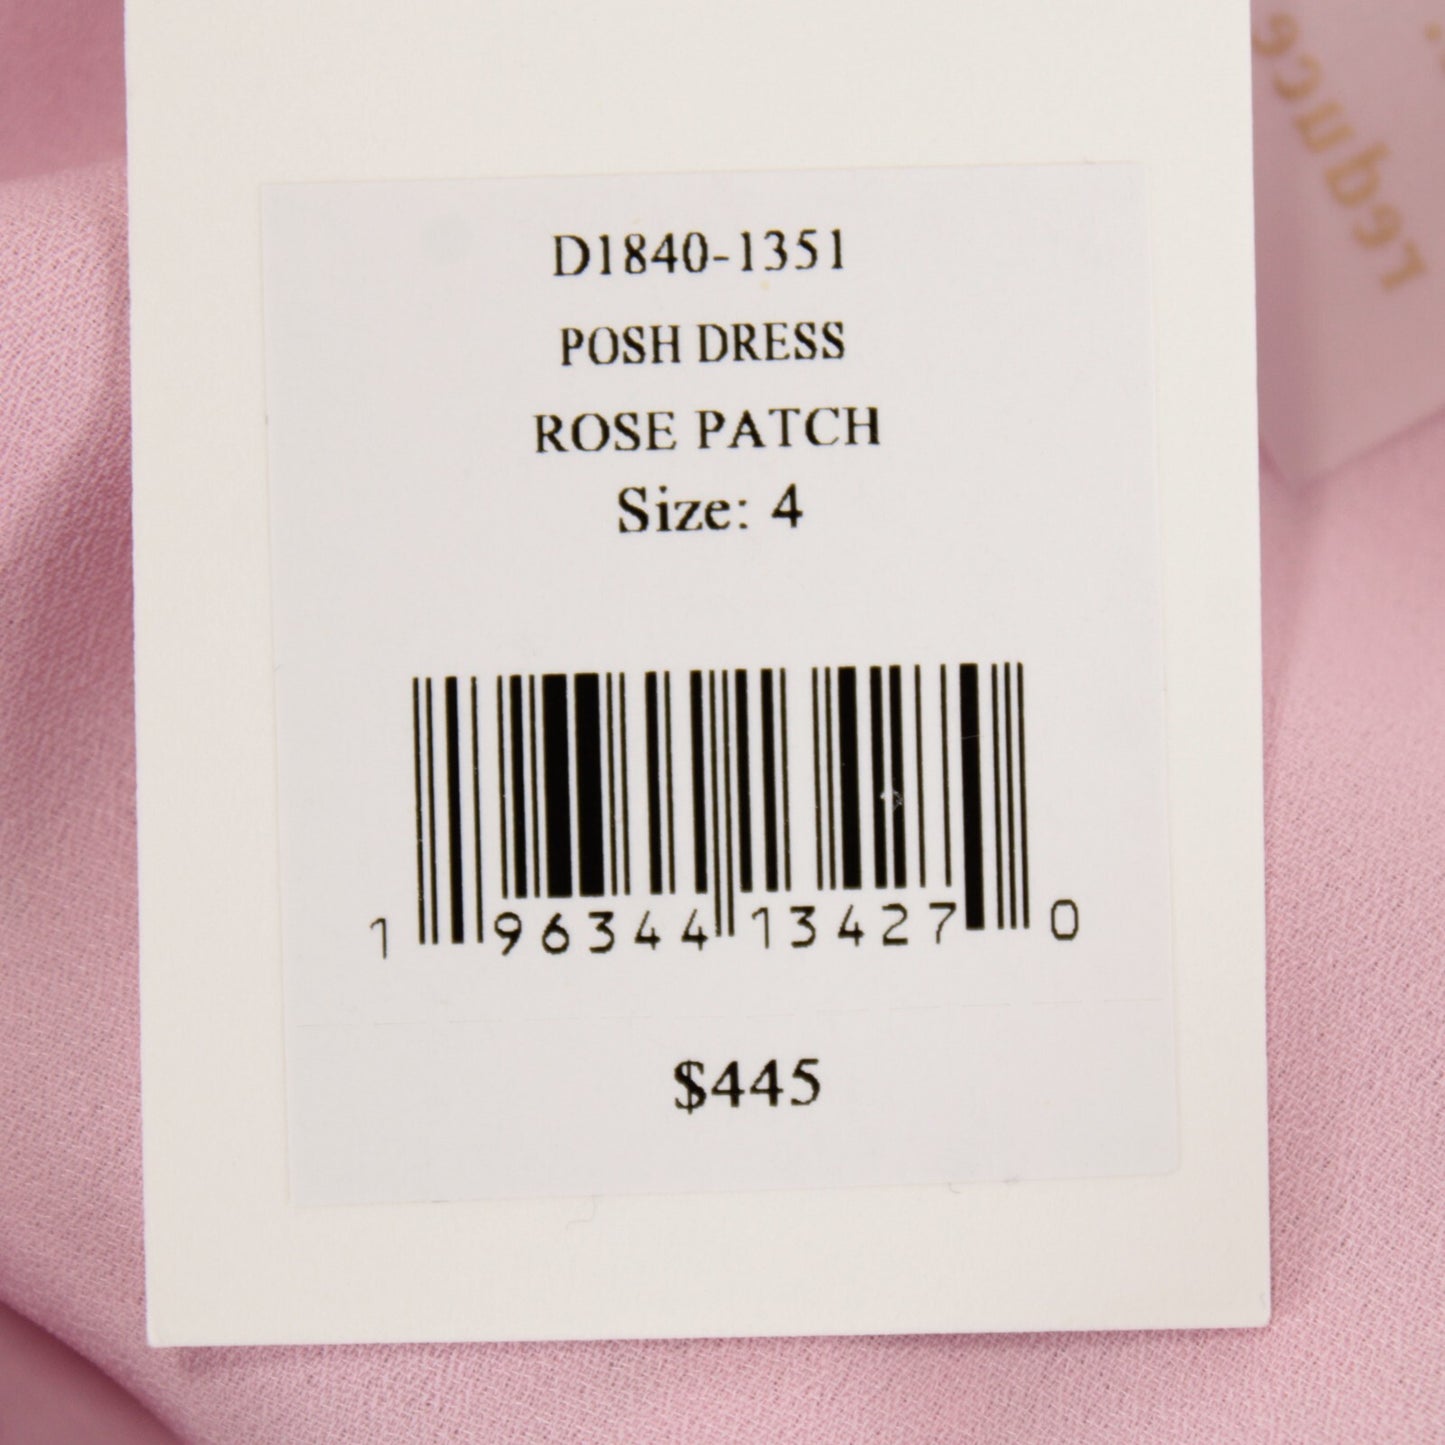 D1840-1351
POSH DRESS
ROSE PATCH
Size: 4
1 96344 13427 0
$445